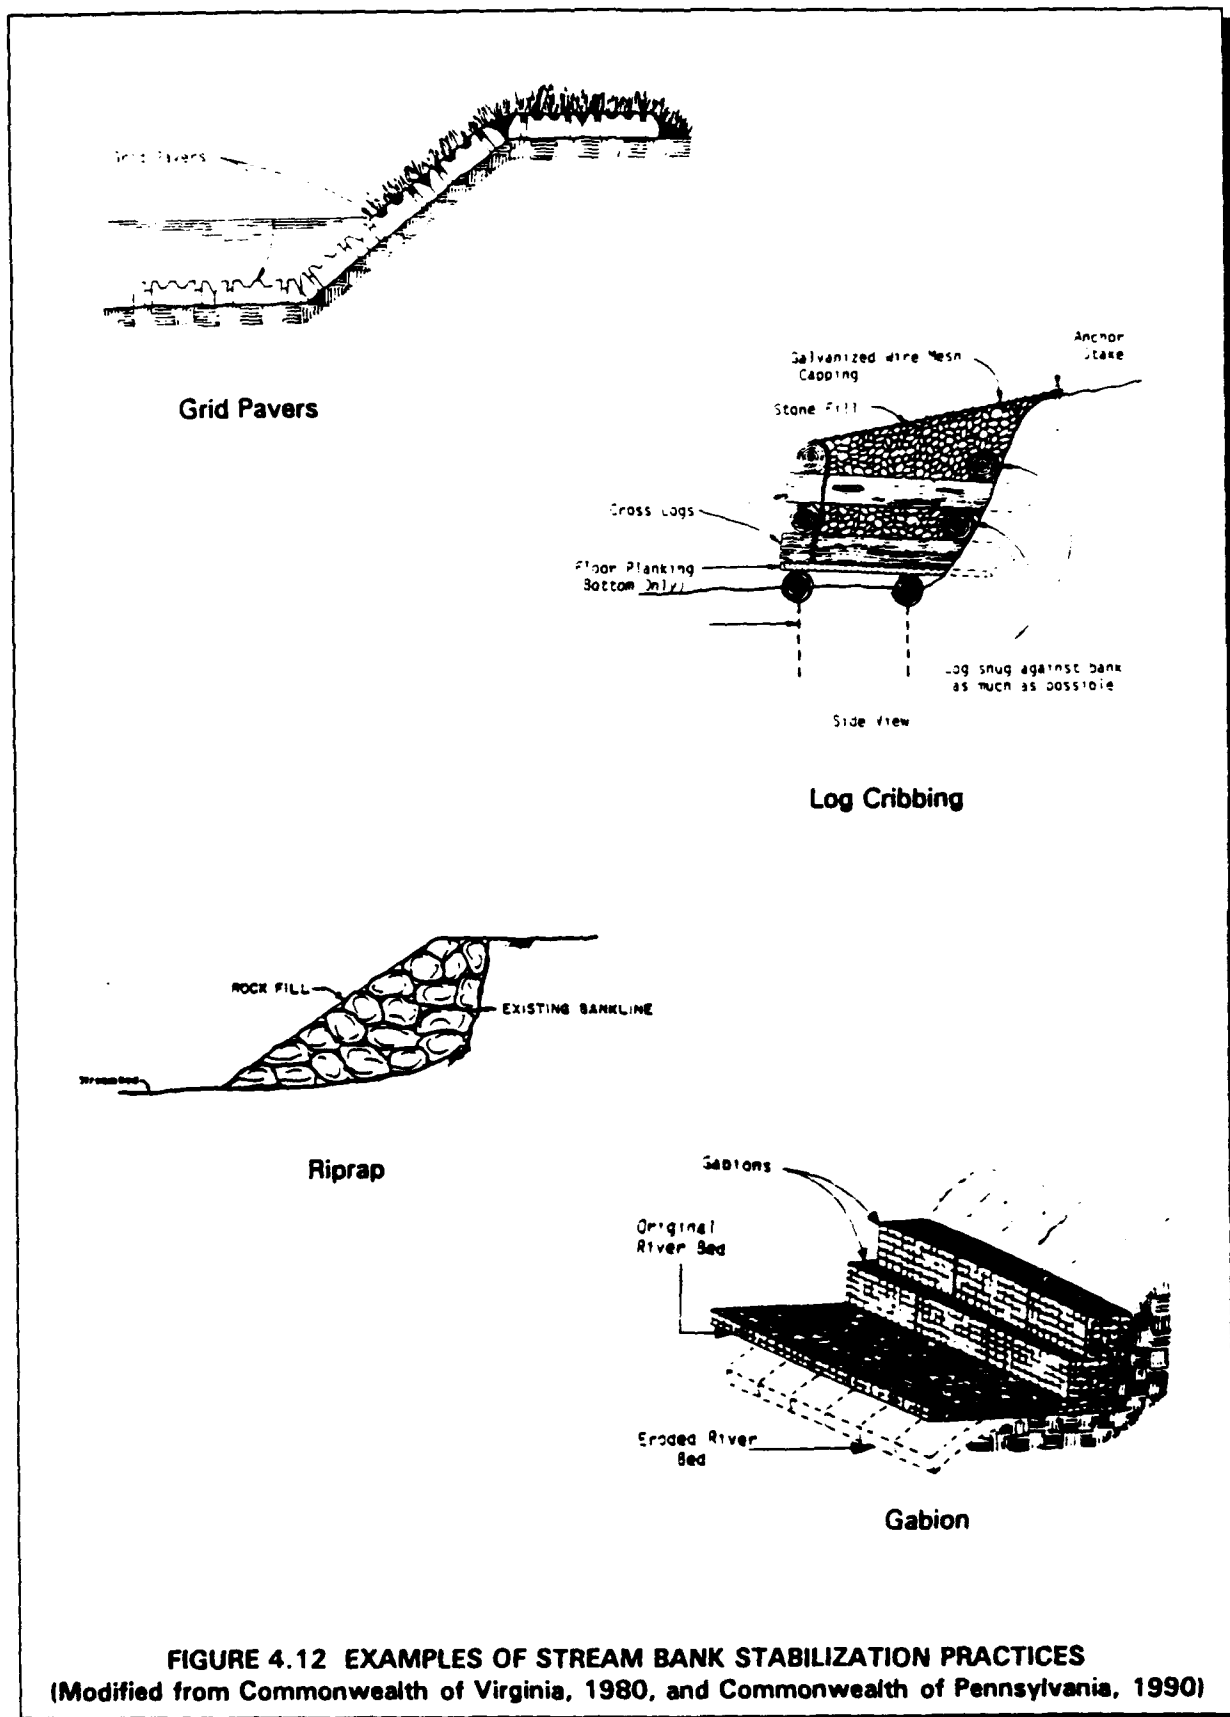 Grid Pavers
Grid Pavers
Galvanized Wire Mesh
Capping
Anchor
Stake
Stone Fill
Cross Logs
Floor Planking
Bottom Only)
Log snug against bank
as much as possible
Side View
Log Cribbing
ROCK FILL
EXISTING BANKLINE
Streambed
Riprap
Gabions
Original
River Bed
Eroded River
Bed
Gabion
FIGURE 4.12 EXAMPLES OF STREAM BANK STABILIZATION PRACTICES
(Modified from Commonwealth of Virginia, 1980, and Commonwealth of Pennsylvania, 1990)